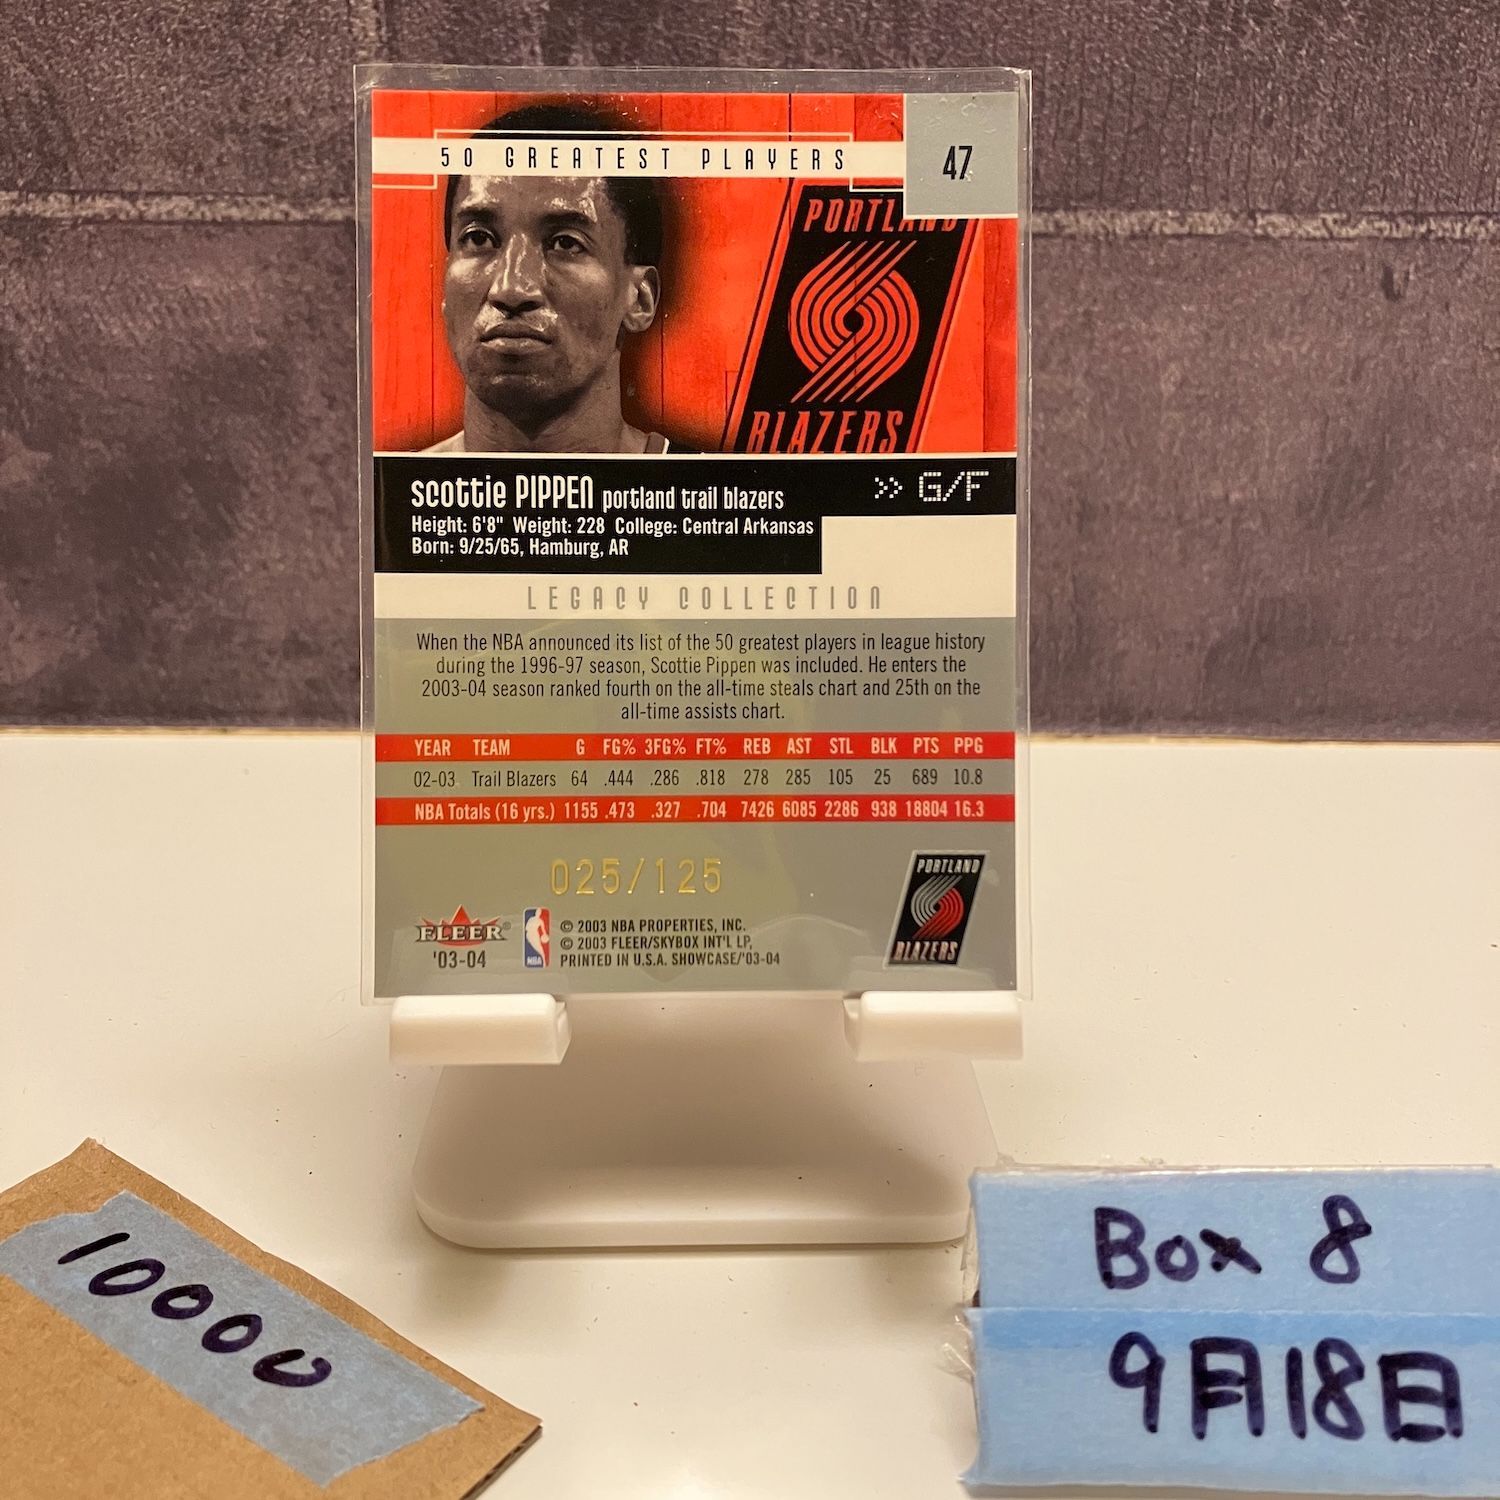 50 GREATEST PLAYERS
47
PORTLAND
BLAZERS
scottie PIPPEN portland trail blazers
>> G/F
Height: 6'8" Weight: 228 College: Central Arkansas
Born: 9/25/65, Hamburg, AR
LEGACY COLLECTION
When the NBA announced its list of the 50 greatest players in league history
during the 1996-97 season, Scottie Pippen was included. He enters the
2003-04 season ranked fourth on the all-time steals chart and 25th on the
all-time assists chart.
YEAR TEAM G FG% 3FG% FT% REB AST STL BLK PTS PPG
02-03 Trail Blazers 64 .444 .286 .818 278 285 105 25 689 10.8
NBA Totals (16 yrs.) 1155 .473 .327 .704 7426 6085 2286 938 18804 16.3
025/125
PORTLAND
BLAZERS
FLEER
'03-04
NBA
© 2003 NBA PROPERTIES, INC.
© 2003 FLEER/SKYBOX INT'L LP,
PRINTED IN U.S.A. SHOWCASE/'03-04
10000
Box 8
9月18日